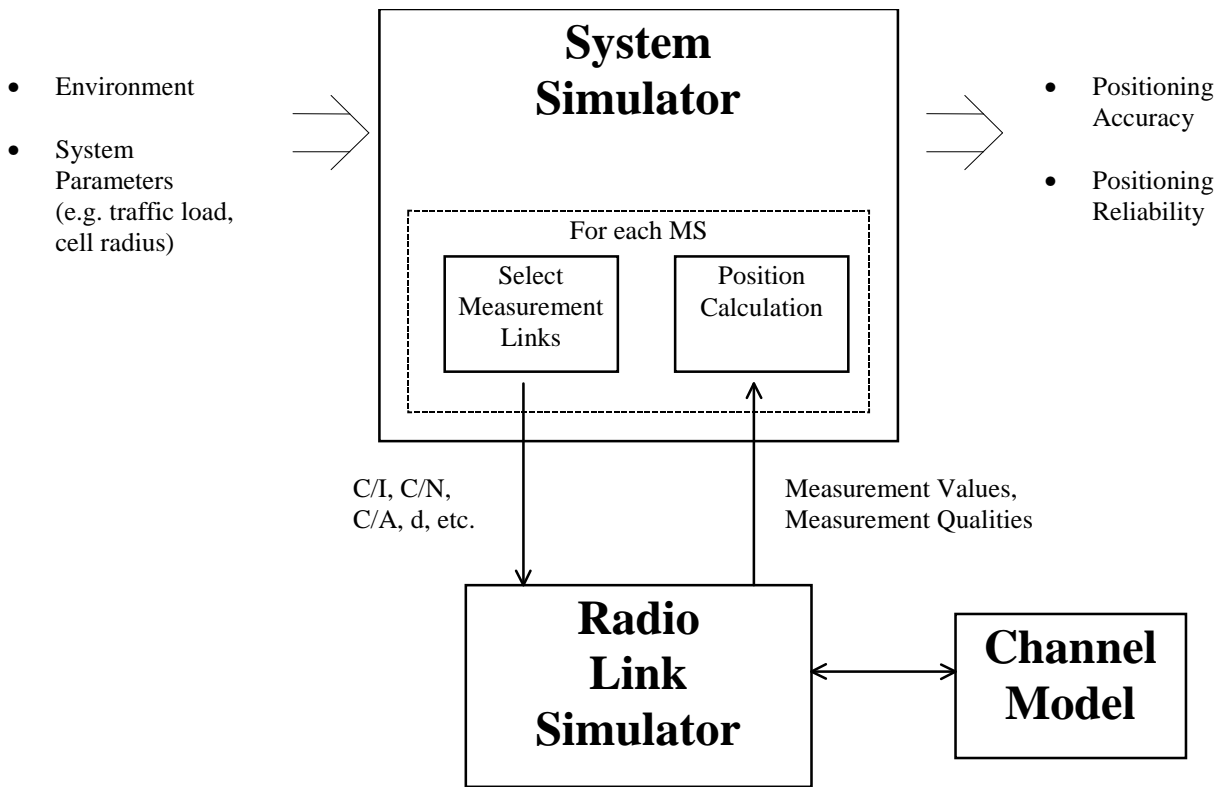 System
Simulator
• Environment
• System
Parameters
(e.g. traffic load,
cell radius)
• Positioning
Accuracy
• Positioning
Reliability
For each MS
Select
Measurement
Links
Position
Calculation
C/I, C/N,
C/A, d, etc.
Measurement Values,
Measurement Qualities
Radio
Link
Simulator
Channel
Model